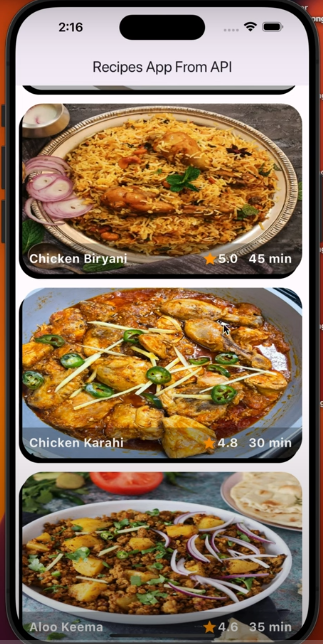 2:16
Recipes App From API
Chicken Biryani 5.0 45 min
Chicken Karahi 4.8 30 min
Aloo Keema 4.6 35 min